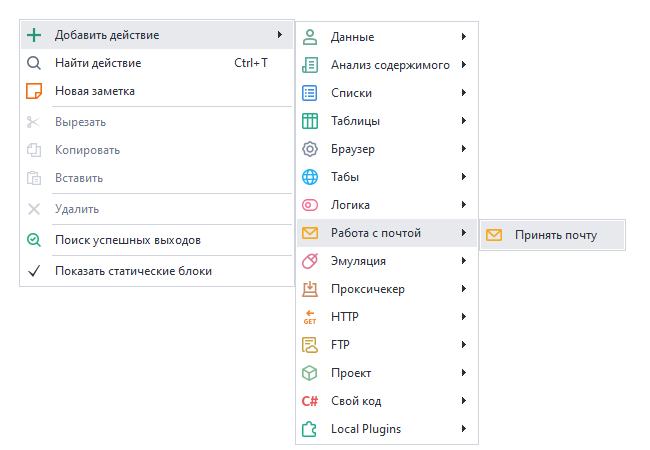 Добавить действие
Найти действие Ctrl+T
Новая заметка
Вырезать
Копировать
Вставить
Удалить
Поиск успешных выходов
Показать статические блоки
Данные
Анализ содержимого
Списки
Таблицы
Браузер
Табы
Логика
Работа с почтой
Эмуляция
Проксичекер
GET HTTP
FTP
Проект
C# Свой код
Local Plugins
Принять почту